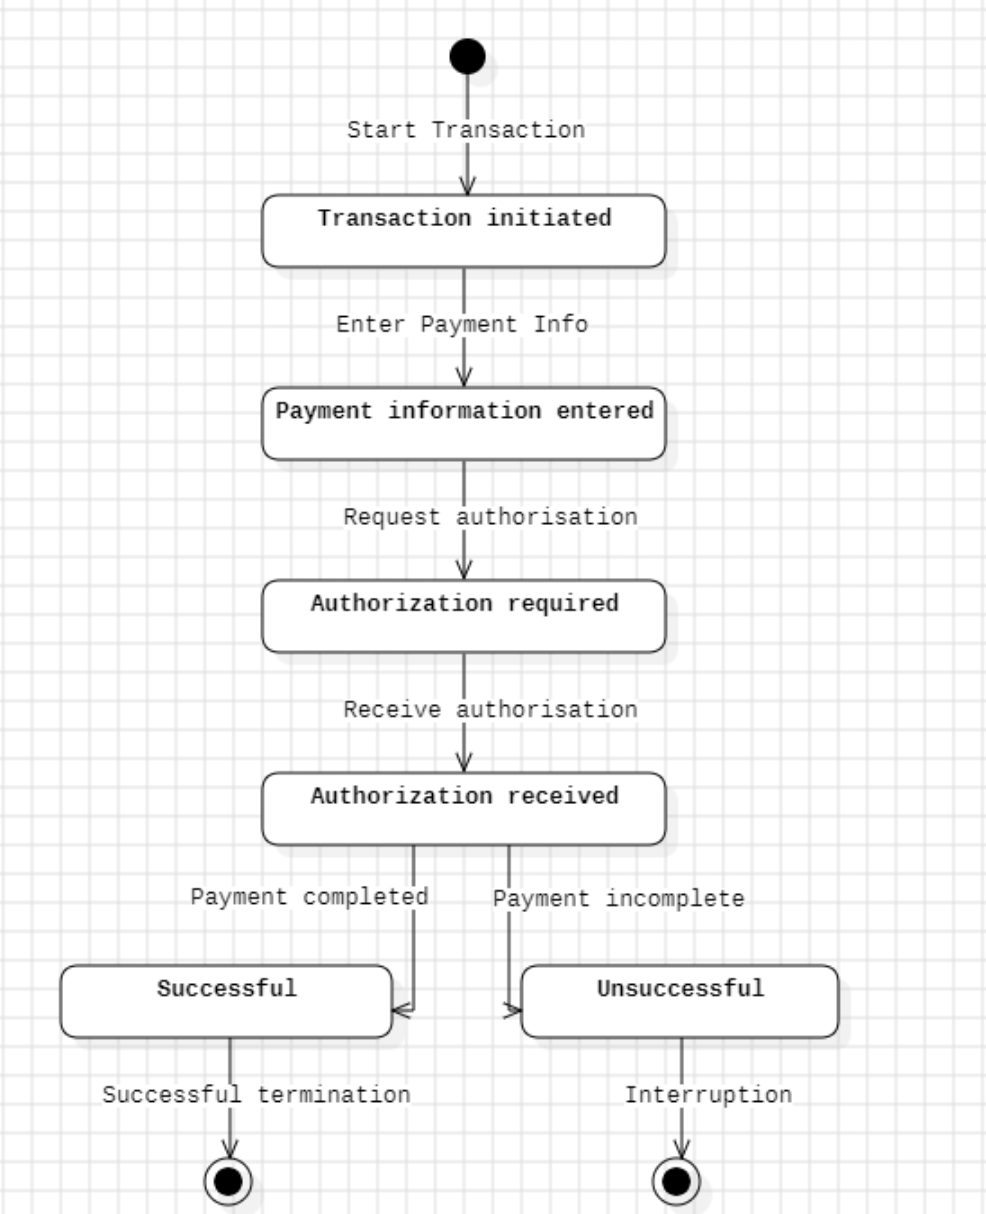 Start Transaction
Transaction initiated
Enter Payment Info
Payment information entered
Request authorisation
Authorization required
Receive authorisation
Authorization received
Payment completed
Payment incomplete
Successful
Unsuccessful
Successful termination
Interruption